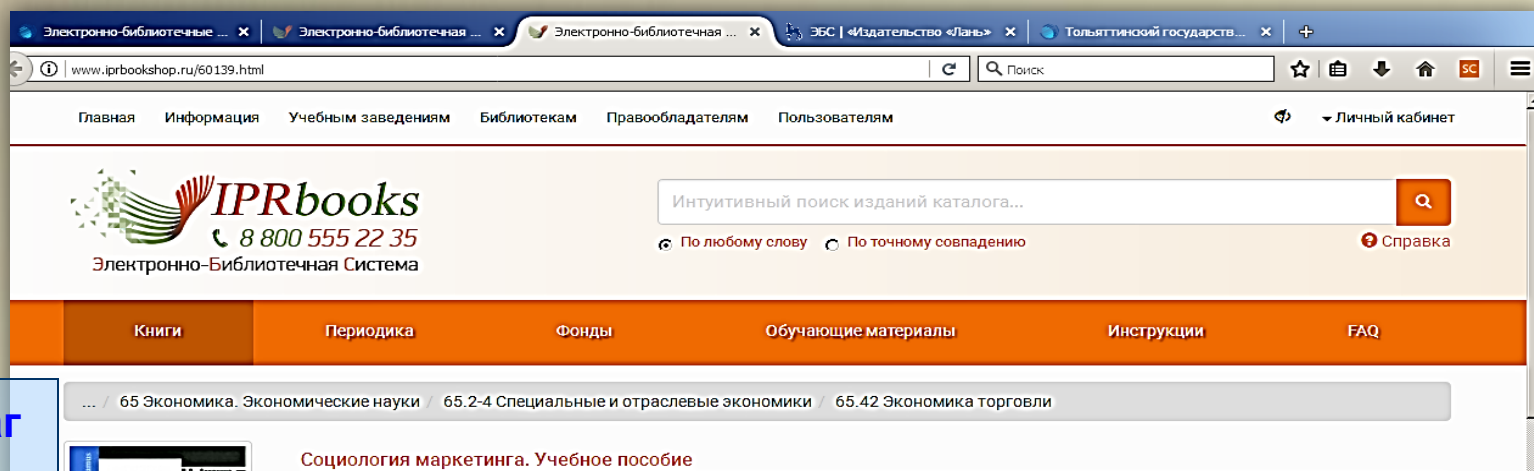 Электронно-библиотечные ... Электронно-библиотечная ... Электронно-библиотечная ... ЭБС | «Издательство «Лань» Тольяттинский государств...
www.iprbookshop.ru/60139.html Поиск SC
Главная Информация Учебным заведениям Библиотекам Правообладателям Пользователям Личный кабинет
IPRbooks
8 800 555 22 35
Электронно-Библиотечная Система
Интуитивный поиск изданий каталога...
По любому слову По точному совпадению Справка
Книги Периодика Фонды Обучающие материалы Инструкции FAQ
... / 65 Экономика. Экономические науки / 65.2-4 Специальные и отраслевые экономики / 65.42 Экономика торговли
Социология маркетинга. Учебное пособие